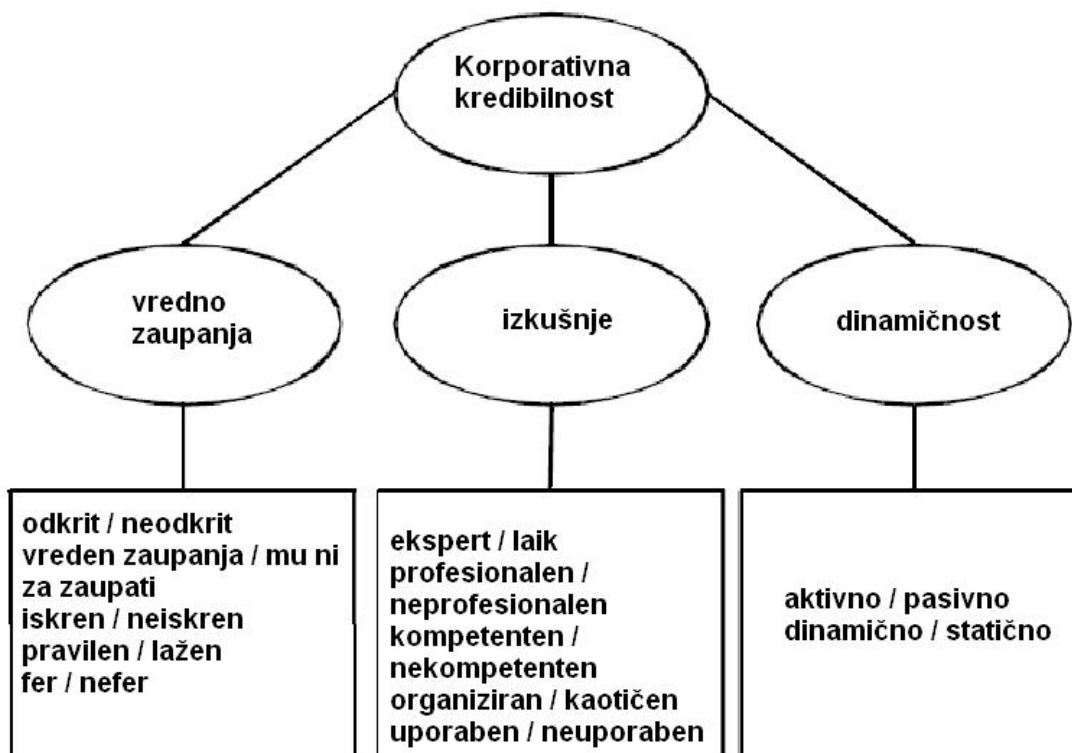 Korporativna
kredibilnost
vredno
zaupanja
izkušnje
dinamičnost
odkrit / neodkrit
vreden zaupanja / mu ni
za zaupati
iskren / neiskren
pravilen / lažen
fer / nefer
ekspert / laik
profesionalen /
neprofesionalen
kompetenten /
nekompetenten
organiziran / kaotičen
uporaben / neuporaben
aktivno / pasivno
dinamično / statično